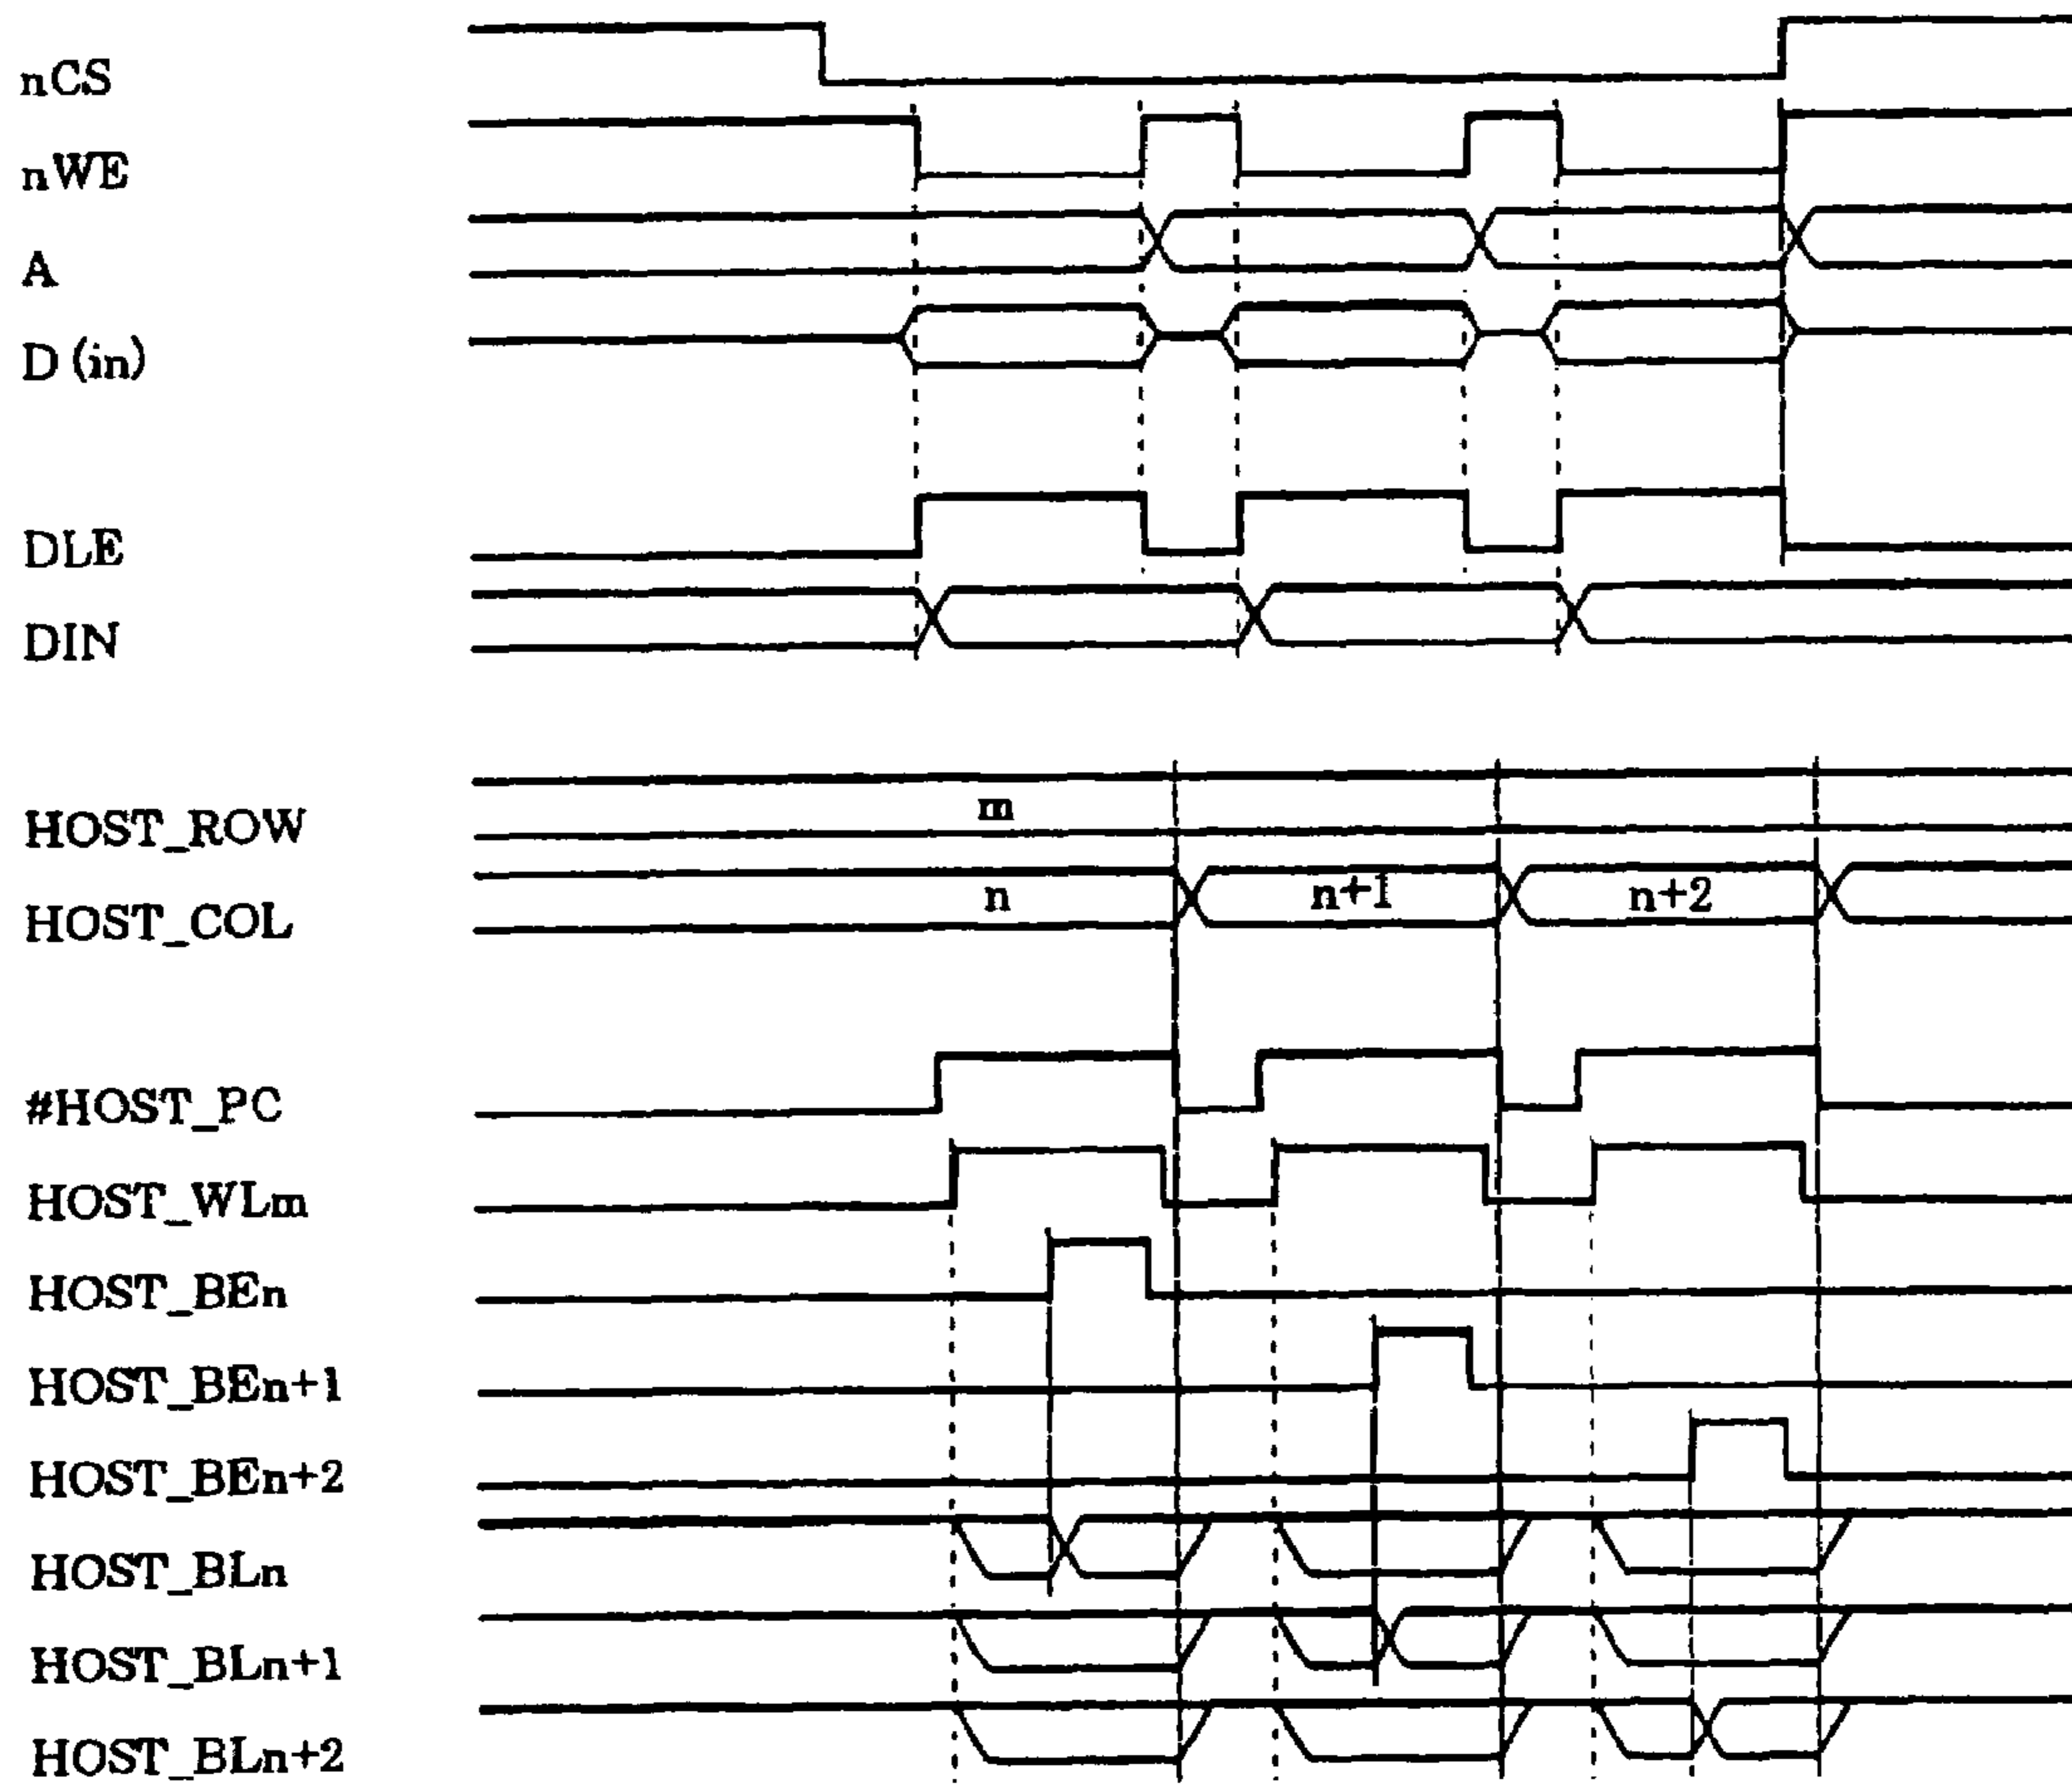 nCS
nWE
A
D (in)
DLE
DIN
HOST_ROW
m
HOST_COL
n
n+1
n+2
#HOST_PC
HOST_WLm
HOST_BEn
HOST_BEn+1
HOST_BEn+2
HOST_BLn
HOST_BLn+1
HOST_BLn+2